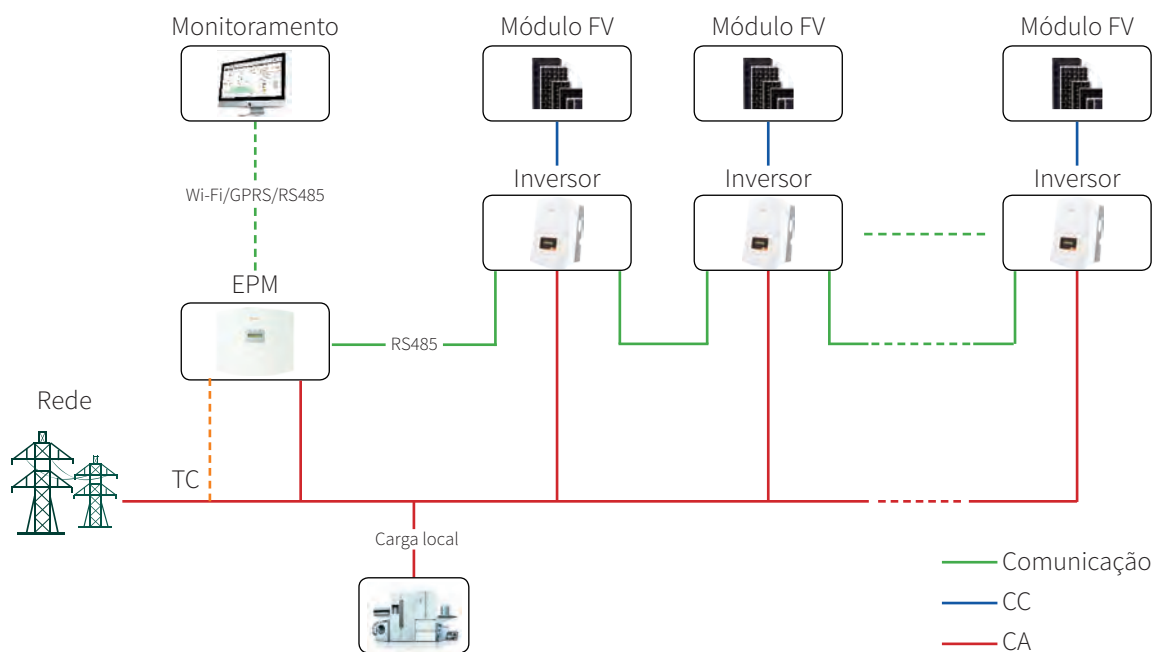 Monitoramento
Módulo FV
Módulo FV
Módulo FV
Wi-Fi/GPRS/RS485
Inversor
Inversor
Inversor
EPM
RS485
Rede
TC
Carga local
Comunicação
CC
CA